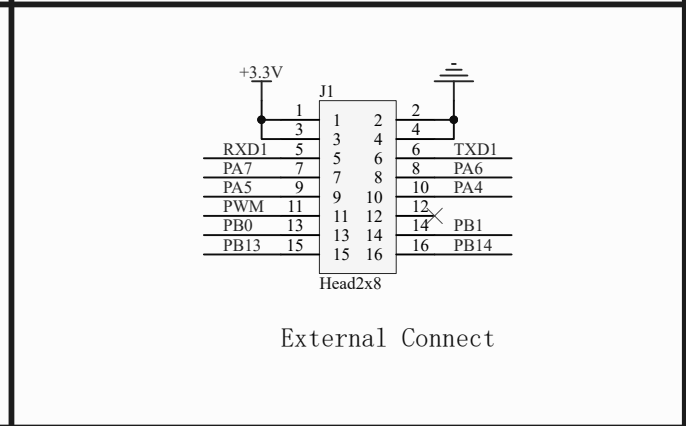 +3.3V
J1
1 1 2 2
3 3 4 4
RXD1 5 5 6 6 TXD1
PA7 7 7 8 8 PA6
PA5 9 9 10 10 PA4
PWM 11 11 12 12
PB0 13 13 14 14 PB1
PB13 15 15 16 16 PB14
Head2x8
External Connect